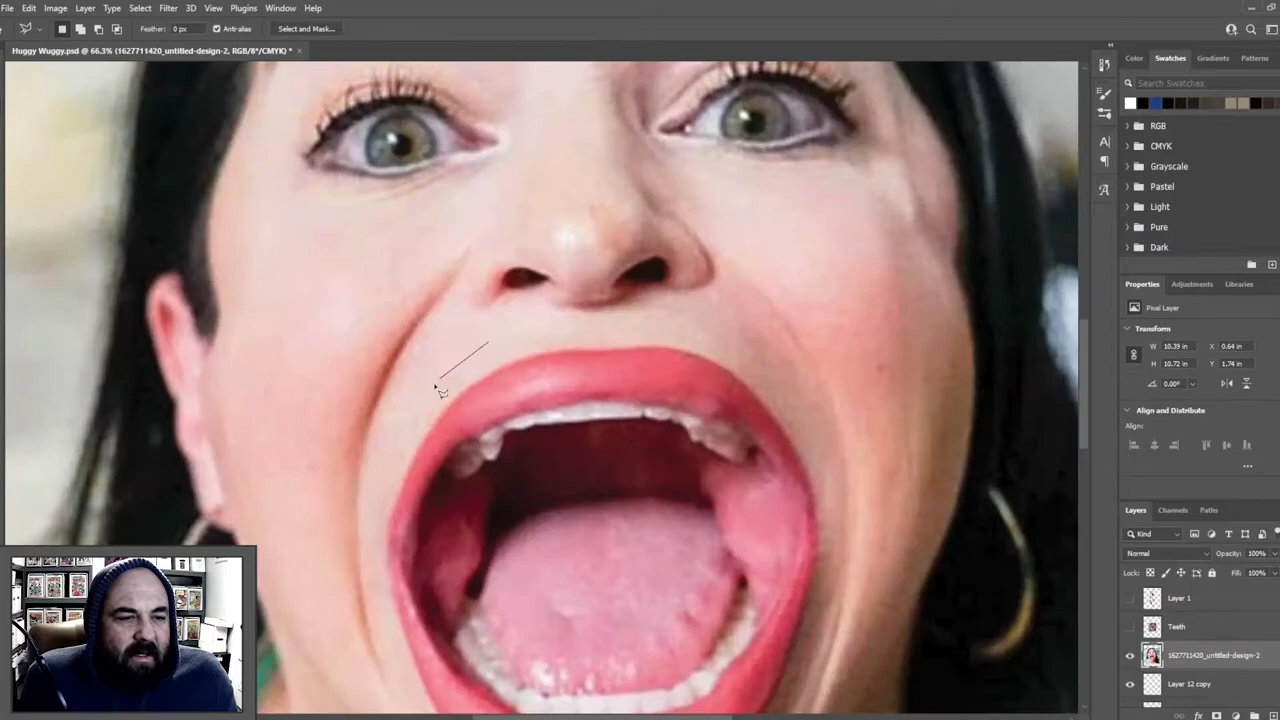 File Edit Image Layer Type Select Filter 3D View Plugins Window Help
Feather: 0 px Anti-alias Select and Mask...
Huggy Wuggy.psd @ 66.3% (1627711420_untitled-design-2, RGB/8*/CMYK) * ×
Color Swatches Gradients Patterns
Search Swatches
RGB
CMYK
Grayscale
Pastel
Light
Pure
Dark
Properties Adjustments Libraries
Pixel Layer
Transform
W 10.39 in X 0.64 in
H 10.72 in Y 1.74 in
0.00°
Align and Distribute
Align:
Layers Channels Paths
Kind
Normal Opacity: 100%
Lock: Fill: 100%
Layer 1
Teeth
1627711420_untitled-design-2
Layer 12 copy